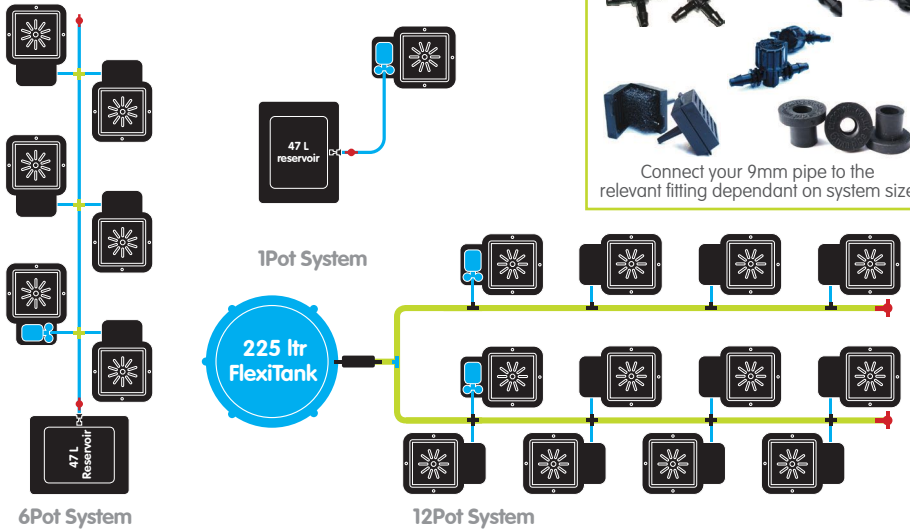 47 L
reservoir
Connect your 9mm pipe to the
relevant fitting dependant on system size
1Pot System
225 ltr
FlexiTank
47 L
Reservoir
6Pot System
12Pot System